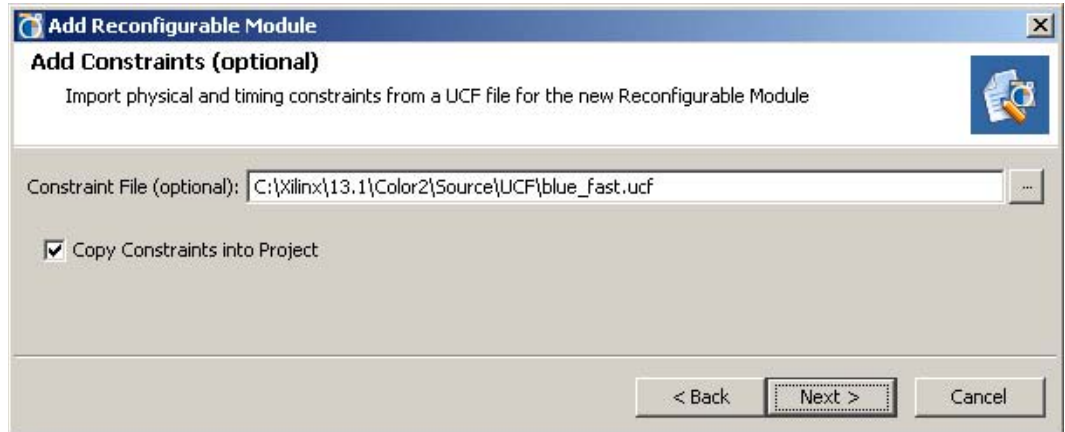 Add Reconfigurable Module
Add Constraints (optional)
Import physical and timing constraints from a UCF file for the new Reconfigurable Module
Constraint File (optional): C:\Xilinx\13.1\Color2\Source\UCF\blue_fast.ucf ...
Copy Constraints into Project
< Back Next > Cancel